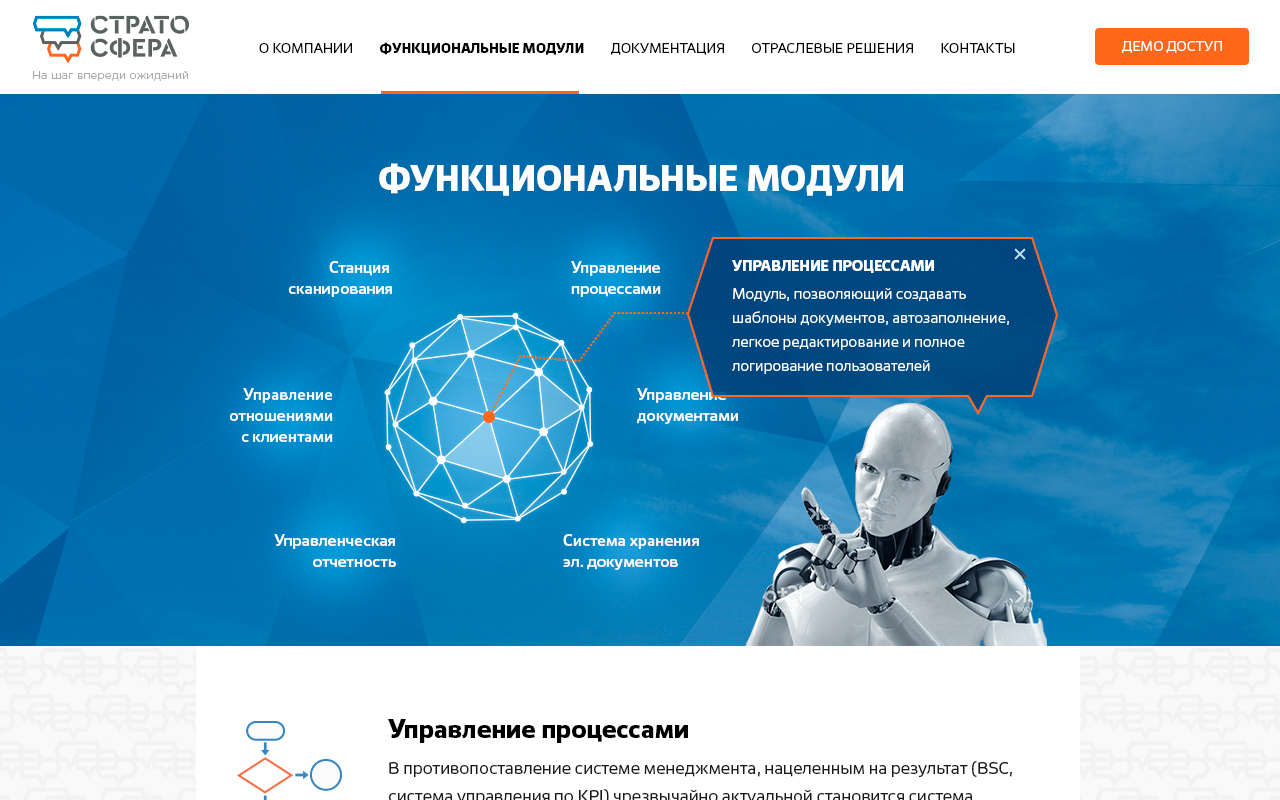 СТРАТО
СФЕРА
На шаг впереди ожиданий
О КОМПАНИИ
ФУНКЦИОНАЛЬНЫЕ МОДУЛИ
ДОКУМЕНТАЦИЯ
ОТРАСЛЕВЫЕ РЕШЕНИЯ
КОНТАКТЫ
ДЕМО ДОСТУП
ФУНКЦИОНАЛЬНЫЕ МОДУЛИ
Станция
сканирования
Управление
процессами
УПРАВЛЕНИЕ ПРОЦЕССАМИ
Модуль, позволяющий создавать
шаблоны документов, автозаполнение,
легкое редактирование и полное
логирование пользователей
Управление
отношениями
с клиентами
Управление
документами
Управленческая
отчетность
Система хранения
эл. документов
Управление процессами
В противопоставление системе менеджмента, нацеленным на результат (BSC,
система управления по KPI) чрезвычайно актуальной становится система